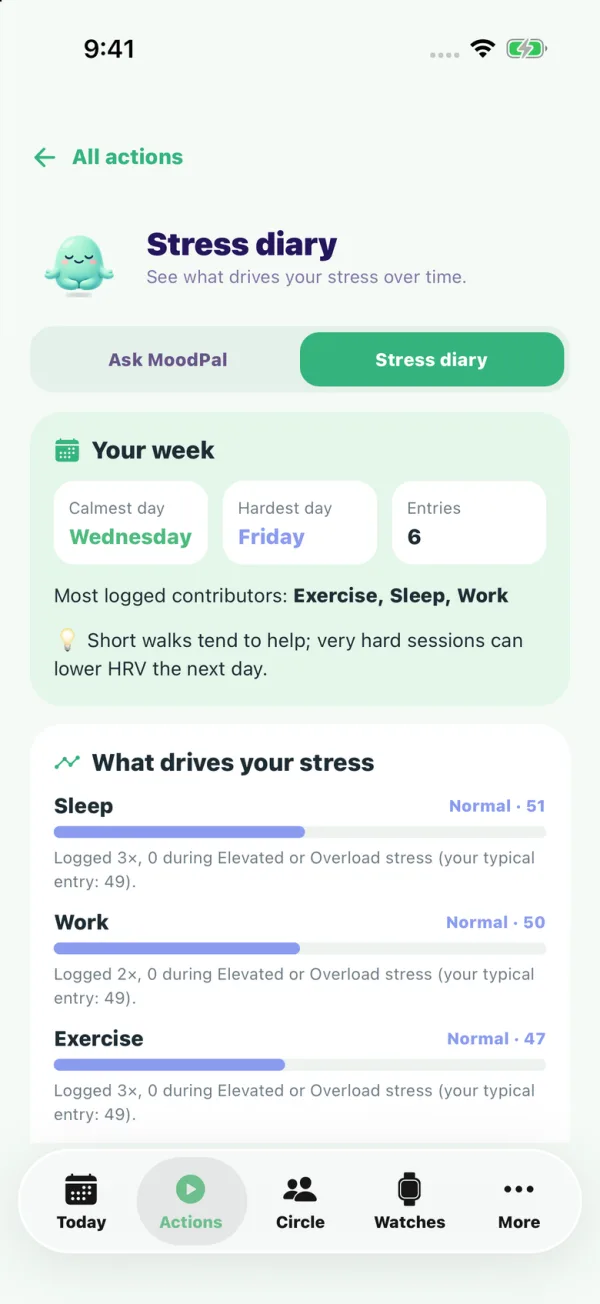 9:41
All actions
Stress diary
See what drives your stress over time.
Ask MoodPal
Stress diary
Your week
Calmest day
Wednesday
Hardest day
Friday
Entries
6
Most logged contributors: Exercise, Sleep, Work
Short walks tend to help; very hard sessions can
lower HRV the next day.
What drives your stress
Sleep
Normal · 51
Logged 3×, 0 during Elevated or Overload stress (your typical
entry: 49).
Work
Normal · 50
Logged 2×, 0 during Elevated or Overload stress (your typical
entry: 49).
Exercise
Normal · 47
Logged 3×, 0 during Elevated or Overload stress (your typical
entry: 49).
Today
Actions
Circle
Watches
More